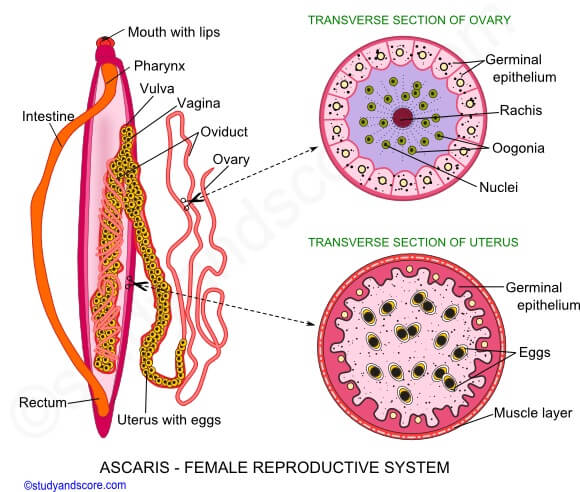 Mouth with lips
Pharynx
Vulva
Vagina
Intestine
Oviduct
Ovary
Rectum
Uterus with eggs
TRANSVERSE SECTION OF OVARY
Germinal
epithelium
Rachis
Oogonia
Nuclei
TRANSVERSE SECTION OF UTERUS
Germinal
epithelium
Eggs
Muscle layer
ASCARIS - FEMALE REPRODUCTIVE SYSTEM
©studyandscore.com